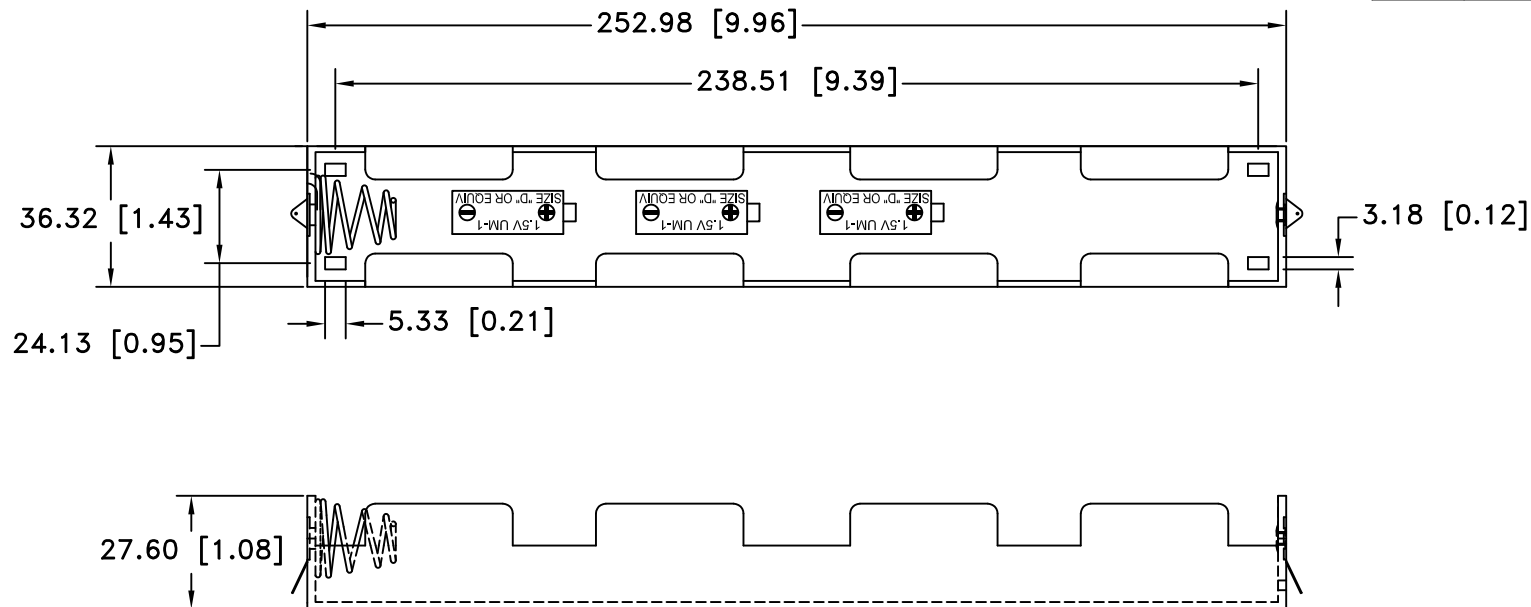 252.98 [9.96]
238.51 [9.39]
36.32 [1.43]
3.18 [0.12]
1.5V UM-1
SIZE "D" OR EQUIV
1.5V UM-1
SIZE "D" OR EQUIV
1.5V UM-1
SIZE "D" OR EQUIV
5.33 [0.21]
24.13 [0.95]
27.60 [1.08]